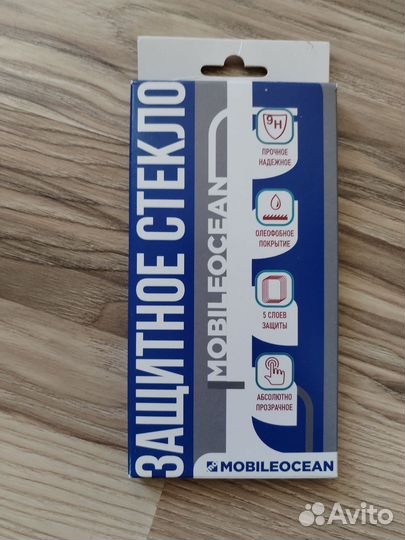 ЗАЩИТНОЕ СТЕКЛО
MOBILEOCEAN
9H
ПРОЧНОЕ
НАДЕЖНОЕ
ОЛЕОФОБНОЕ
ПОКРЫТИЕ
5 СЛОЕВ
ЗАЩИТЫ
АБСОЛЮТНО
ПРОЗРАЧНОЕ
MOBILEOCEAN
Avito